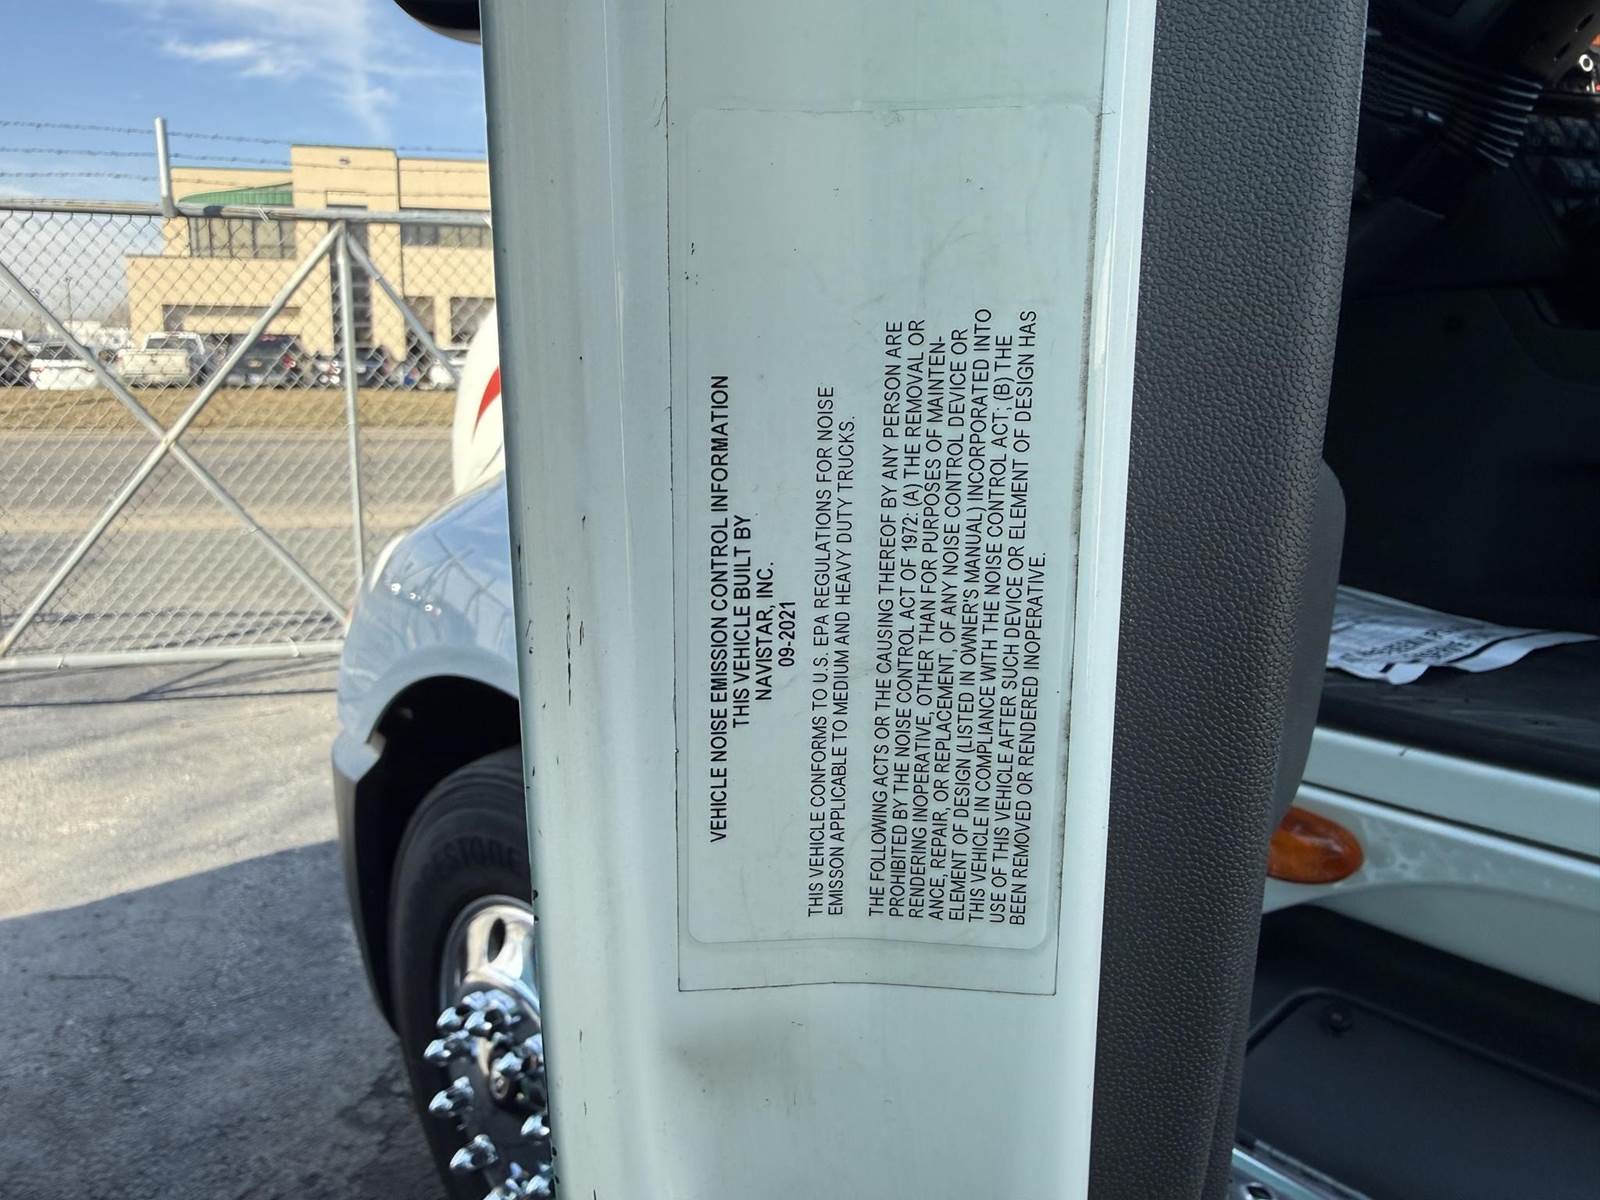 VEHICLE NOISE EMISSION CONTROL INFORMATION
THIS VEHICLE BUILT BY
NAVISTAR, INC.
09-2021
THIS VEHICLE CONFORMS TO U.S. EPA REGULATIONS FOR NOISE
EMISSON APPLICABLE TO MEDIUM AND HEAVY DUTY TRUCKS.
THE FOLLOWING ACTS OR THE CAUSING THEREOF BY ANY PERSON ARE
PROHIBITED BY THE NOISE CONTROL ACT OF 1972: (A) THE REMOVAL OR
RENDERING INOPERATIVE, OTHER THAN FOR PURPOSES OF MAINTEN-
ANCE, REPAIR, OR REPLACEMENT, OF ANY NOISE CONTROL DEVICE OR
ELEMENT OF DESIGN (LISTED IN OWNER'S MANUAL) INCORPORATED INTO
THIS VEHICLE IN COMPLIANCE WITH THE NOISE CONTROL ACT; (B) THE
USE OF THIS VEHICLE AFTER SUCH DEVICE OR ELEMENT OF DESIGN HAS
BEEN REMOVED OR RENDERED INOPERATIVE.